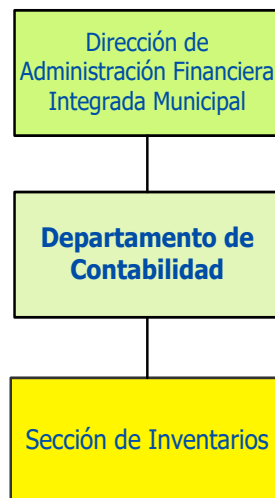 Dirección de
Administración Financiera
Integrada Municipal
Departamento de
Contabilidad
Sección de Inventarios